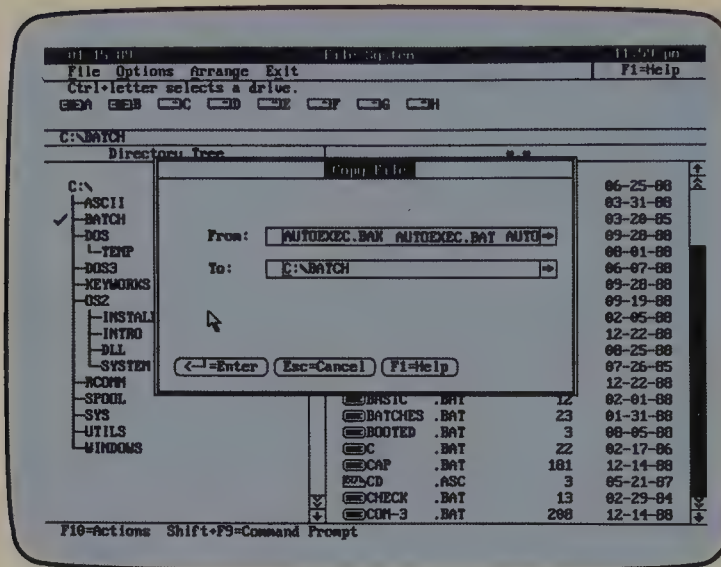 01-15-89 File System 11:59 pm
File Options Arrange Exit F1=Help
Ctrl+letter selects a drive.
A B C D E F G H
C:\BATCH
Directory Tree *.*
Copy File
C:\ 06-25-88
ASCII 03-31-88
✓ BATCH 03-20-85
DOS From: AUTOEXEC.BAK AUTOEXEC.BAT AUTO 09-28-88
TEMP 08-01-88
DOS3 To: C:\BATCH 06-07-88
KEYWORKS 09-28-88
OS2 09-19-88
INSTALL 02-05-88
INTRO 12-22-88
DLL 08-25-88
SYSTEM <—┘=Enter Esc=Cancel F1=Help 07-26-85
RCOMM 12-22-88
SPOOL BASIC .BAT 12 02-01-88
SYS BATCHES .BAT 23 01-31-88
UTILS BOOTED .BAT 3 08-05-88
WINDOWS C .BAT 22 02-17-86
CAP .BAT 181 12-14-88
CD .ASC 3 05-21-87
CHECK .BAT 13 02-29-84
COM-3 .BAT 208 12-14-88
F10=Actions Shift+F9=Command Prompt